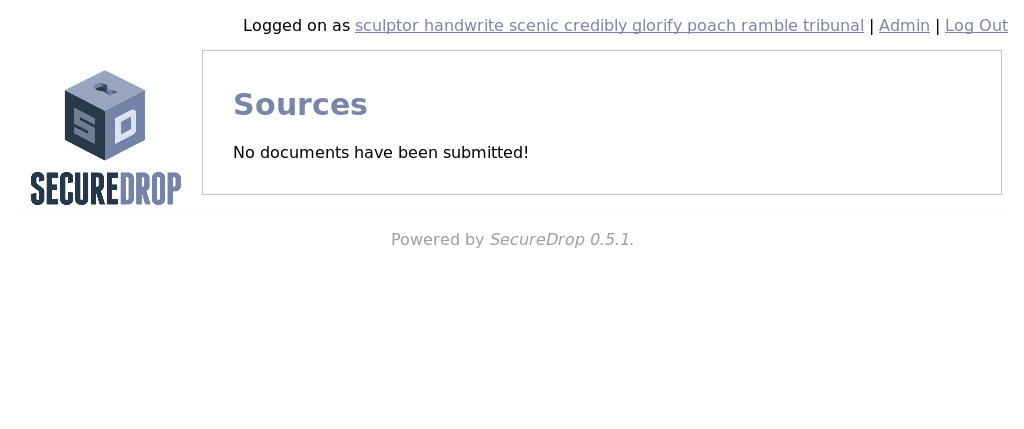 Logged on as sculptor handwrite scenic credibly glorify poach ramble tribunal | Admin | Log Out
SD
SECUREDROP
Sources
No documents have been submitted!
Powered by SecureDrop 0.5.1.